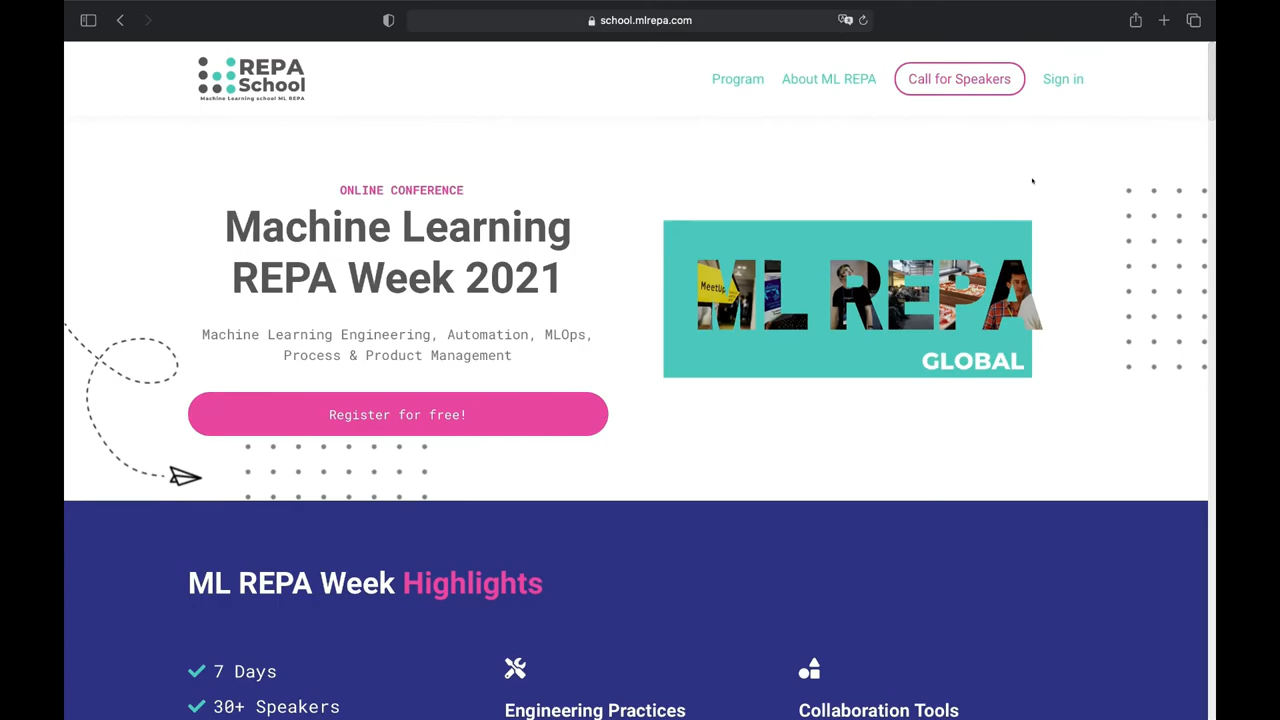 school.mlrepa.com
REPA
School
Machine Learning school ML REPA
Program
About ML REPA
Call for Speakers
Sign in
ONLINE CONFERENCE
Machine Learning
REPA Week 2021
Machine Learning Engineering, Automation, MLOps,
Process & Product Management
Register for free!
MeetUp
ML REPA
GLOBAL
ML REPA Week Highlights
7 Days
30+ Speakers
Engineering Practices
Collaboration Tools